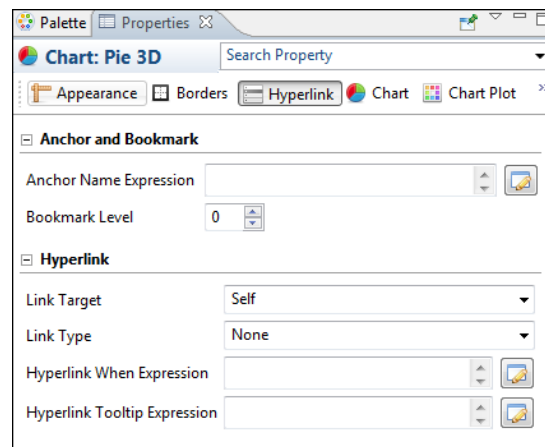 Palette Properties
Chart: Pie 3D Search Property
Appearance Borders Hyperlink Chart Chart Plot »
Anchor and Bookmark
Anchor Name Expression
Bookmark Level 0
Hyperlink
Link Target Self
Link Type None
Hyperlink When Expression
Hyperlink Tooltip Expression